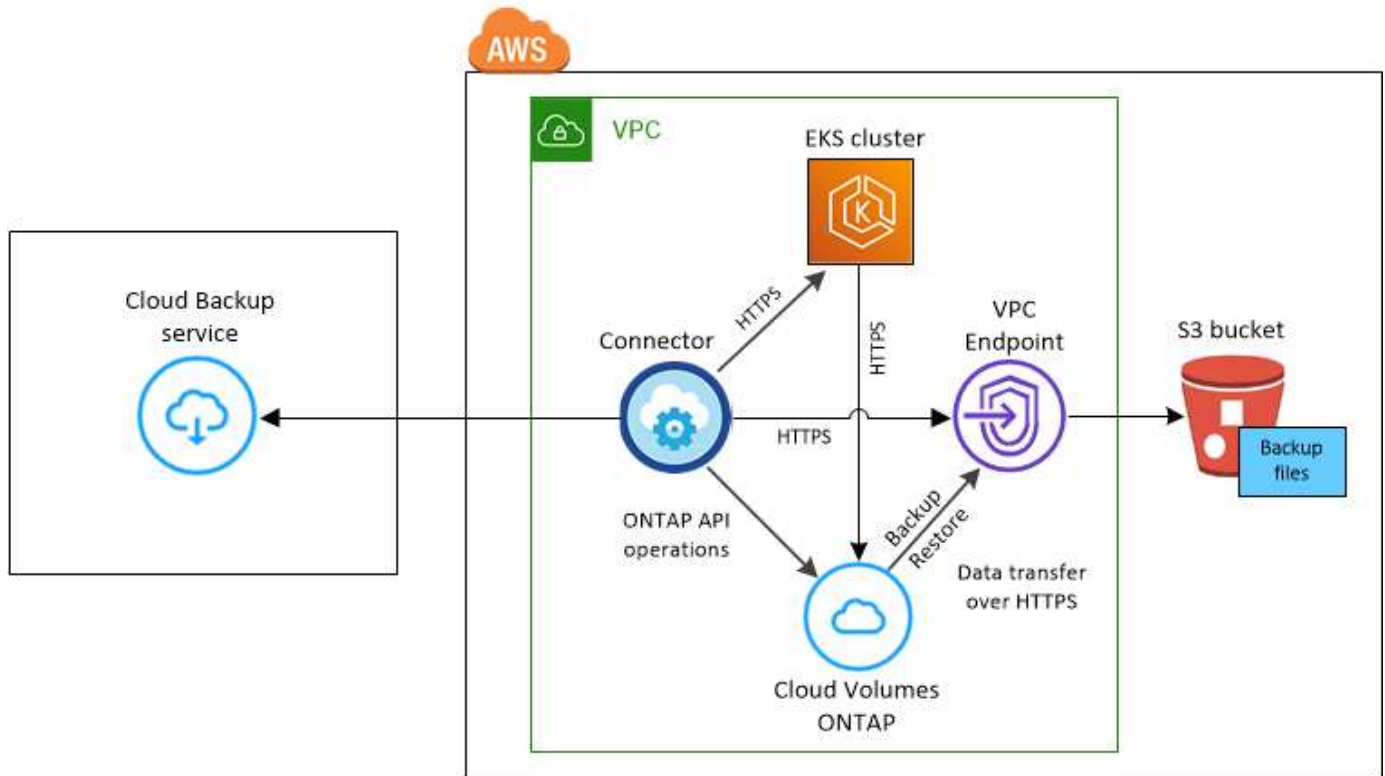 AWS
VPC
EKS cluster
K
Cloud Backup
service
HTTPS
HTTPS
VPC
Endpoint
Connector
S3 bucket
HTTPS
Backup
files
ONTAP API
operations
Backup
Restore
Data transfer
over HTTPS
Cloud Volumes
ONTAP